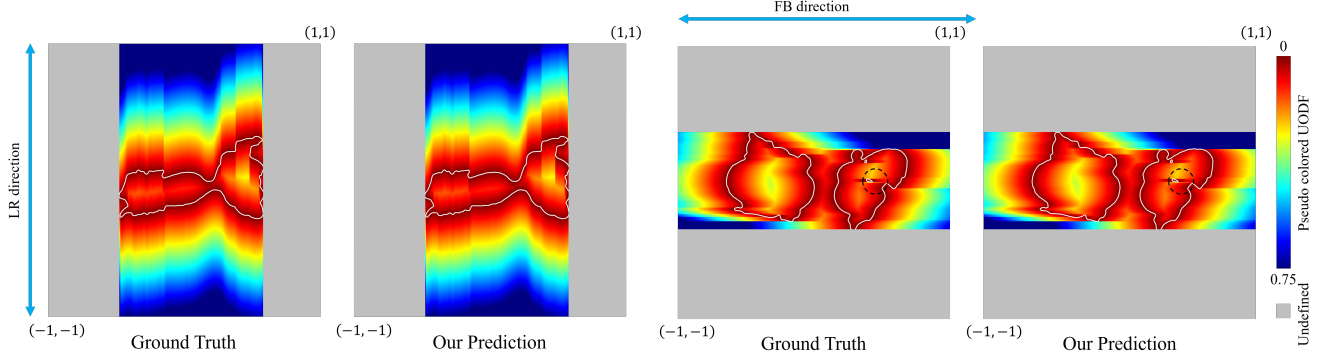 FB direction
(1,1)
(1,1)
(1,1)
(1,1)
0
LR direction
Pseudo colored UODF
0.75
Undefined
(−1,−1)
(−1,−1)
(−1,−1)
(−1,−1)
Ground Truth
Our Prediction
Ground Truth
Our Prediction